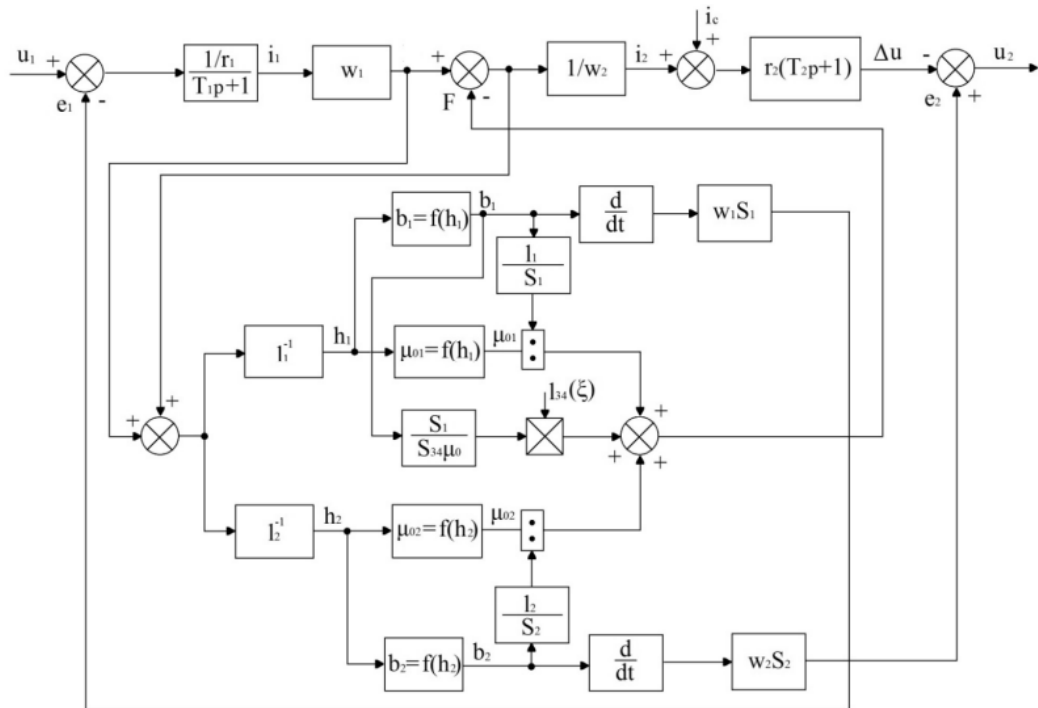 u₁ +
e₁ -
1/r₁
T₁p+1
i₁
w₁
+
F -
1/w₂
i₂ +
i_c
+
r₂(T₂p+1)
Δu -
e₂ +
u₂
b₁=f(h₁)
b₁
d
dt
w₁S₁
l₁
S₁
l₁⁻¹
h₁
μ₀₁=f(h₁)
μ₀₁
:
+
+
l₃₄(ξ)
S₁
S₃₄μ₀
+
+
+
l₂⁻¹
h₂
μ₀₂=f(h₂)
μ₀₂
:
l₂
S₂
b₂=f(h₂)
b₂
d
dt
w₂S₂